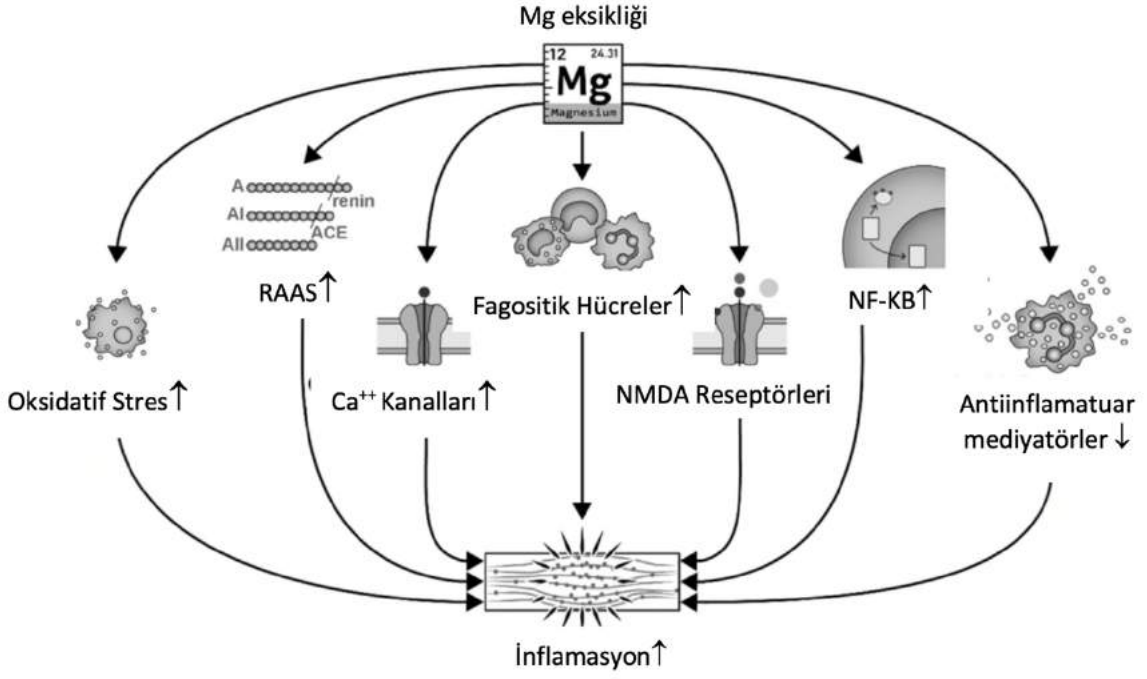 Mg eksikliği
12 24.31
Mg
Magnesium
A
renin
AI
ACE
AII
RAAS↑
Fagositik Hücreler↑
NF-KB↑
Oksidatif Stres↑
Ca⁺⁺ Kanalları↑
NMDA Reseptörleri
Antiinflamatuar
mediyatörler↓
İnflamasyon↑